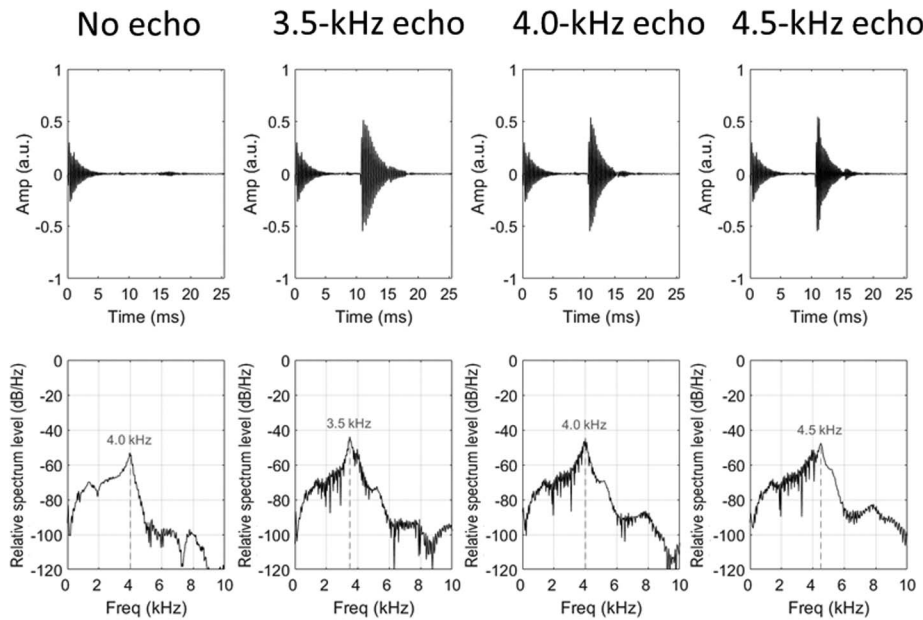 No echo 3.5-kHz echo 4.0-kHz echo 4.5-kHz echo
1 1 1 1
0.5 0.5 0.5 0.5
0 0 0 0
-0.5 -0.5 -0.5 -0.5
-1 -1 -1 -1
Amp (a.u.) Amp (a.u.) Amp (a.u.) Amp (a.u.)
0 5 10 15 20 25 0 5 10 15 20 25 0 5 10 15 20 25 0 5 10 15 20 25
Time (ms) Time (ms) Time (ms) Time (ms)
0 0 0 0
-20 -20 -20 -20
-40 -40 -40 -40
4.0 kHz 3.5 kHz 4.0 kHz 4.5 kHz
-60 -60 -60 -60
-80 -80 -80 -80
-100 -100 -100 -100
-120 -120 -120 -120
Relative spectrum level (dB/Hz) Relative spectrum level (dB/Hz) Relative spectrum level (dB/Hz) Relative spectrum level (dB/Hz)
0 2 4 6 8 10 0 2 4 6 8 10 0 2 4 6 8 10 0 2 4 6 8 10
Freq (kHz) Freq (kHz) Freq (kHz) Freq (kHz)